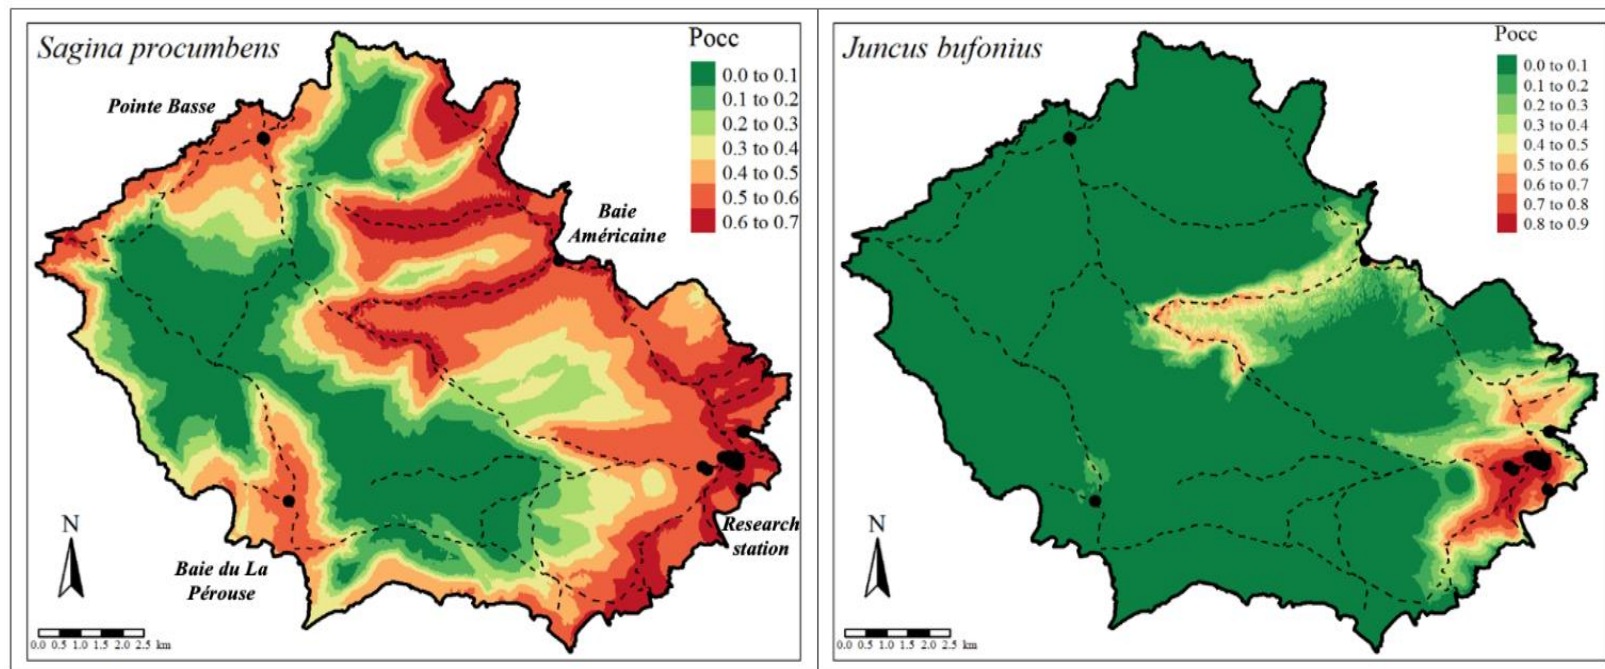 Sagina procumbens
Pocc
0.0 to 0.1
0.1 to 0.2
0.2 to 0.3
0.3 to 0.4
0.4 to 0.5
0.5 to 0.6
0.6 to 0.7
Pointe Basse
Baie
Américaine
Research
station
Baie du La
Pérouse
N
0.0 0.5 1.0 1.5 2.0 2.5 km
Juncus bufonius
Pocc
0.0 to 0.1
0.1 to 0.2
0.2 to 0.3
0.3 to 0.4
0.4 to 0.5
0.5 to 0.6
0.6 to 0.7
0.7 to 0.8
0.8 to 0.9
N
0.0 0.5 1.0 1.5 2.0 2.5 km